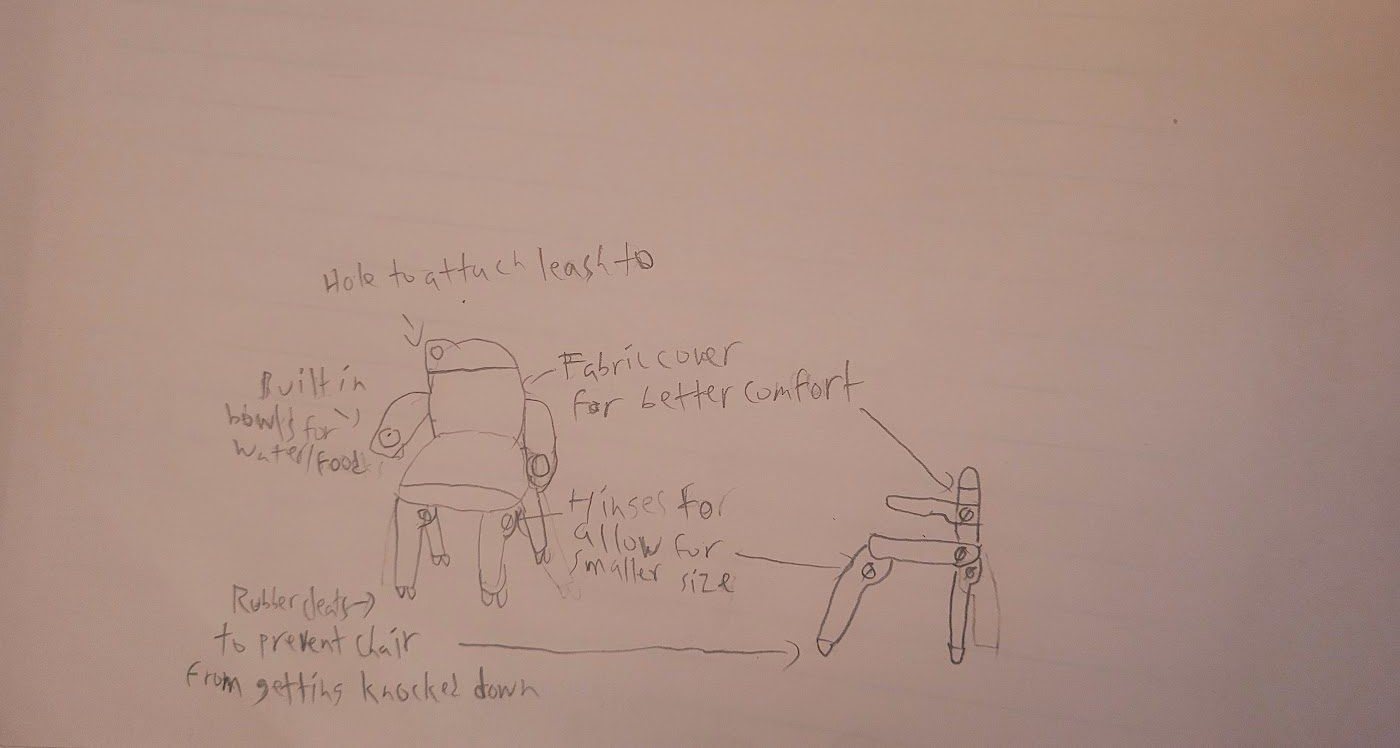 Hole to attach leash to
Built in
bowls for
water/food
Fabric cover
for better comfort
Hinses For
allow for
smaller size
Rubber cleats
to prevent chair
From getting knocked down